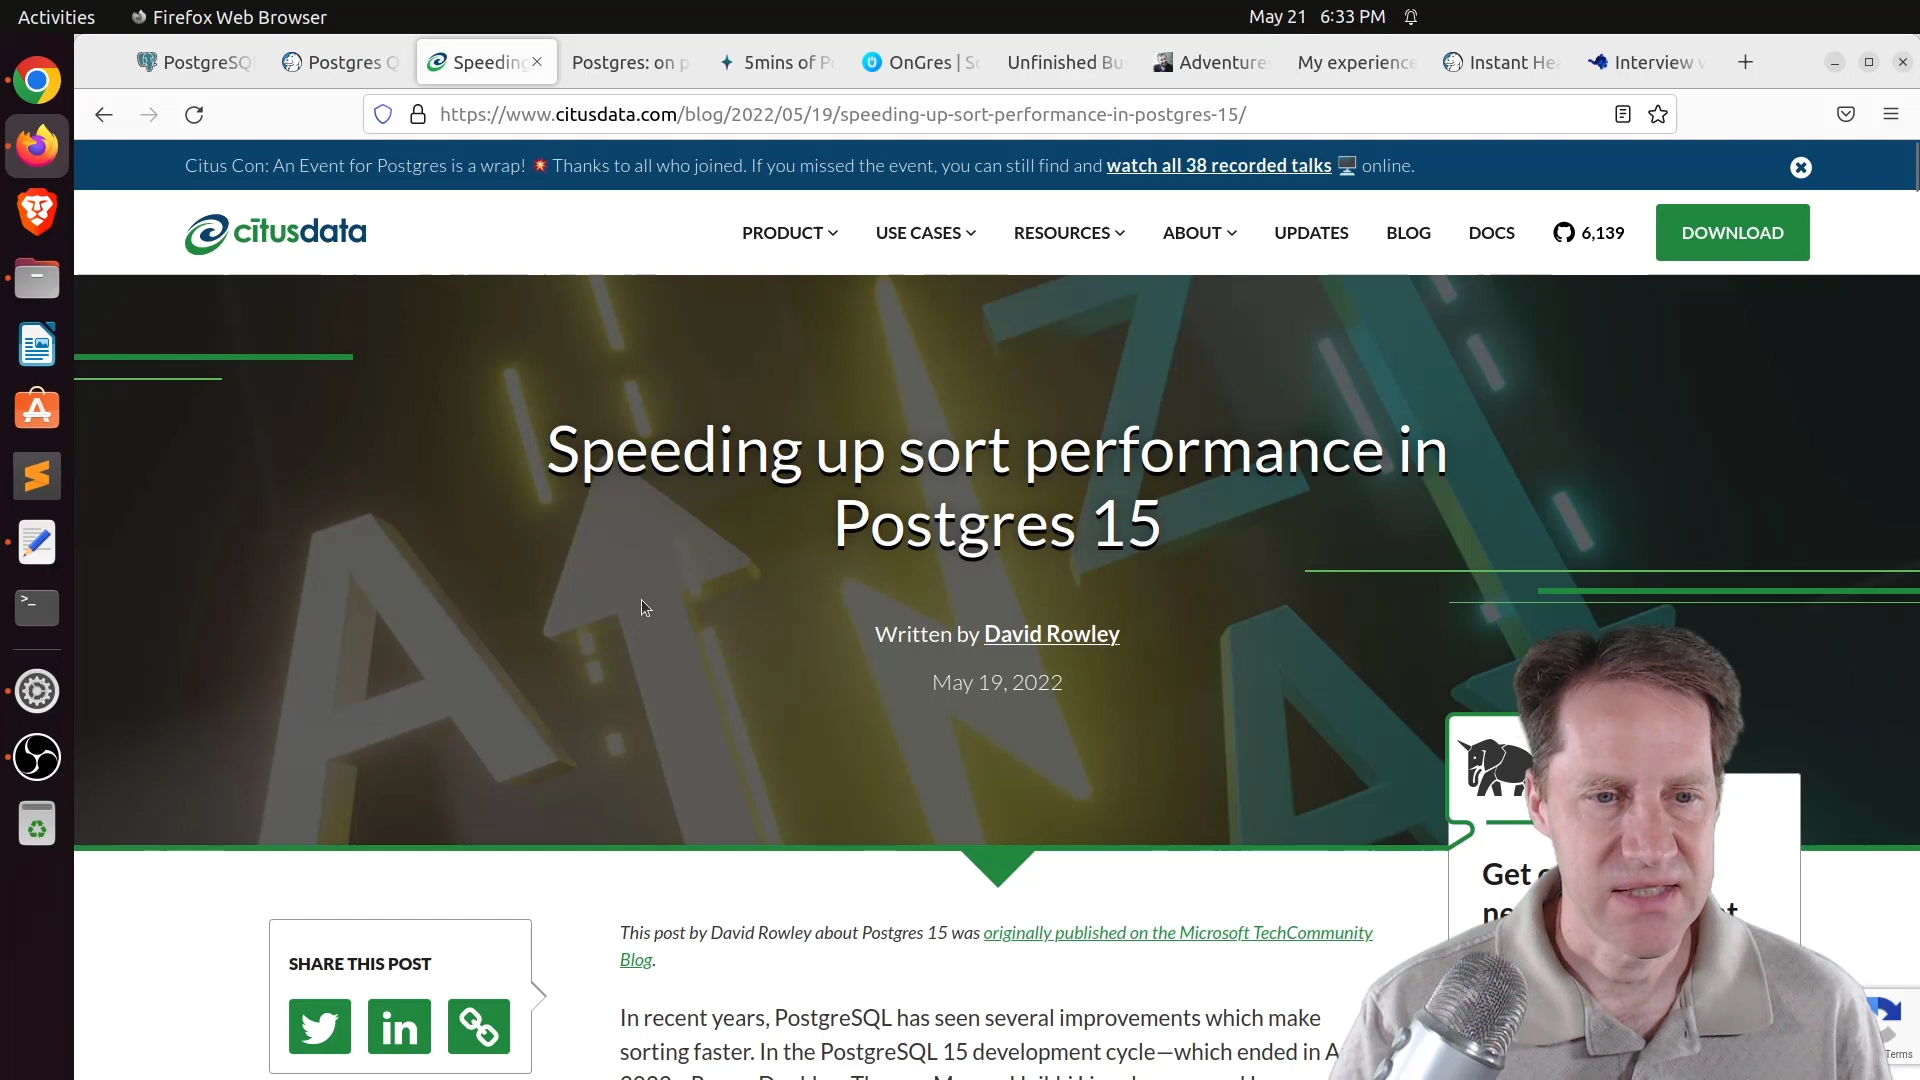 Activities
Firefox Web Browser
May 21 6:33 PM
PostgreSQ
Postgres Q
Speeding
Postgres: on p
5mins of P
OnGres | S
Unfinished Bu
Adventure
My experience
Instant He
Interview
https://www.citusdata.com/blog/2022/05/19/speeding-up-sort-performance-in-postgres-15/
Citus Con: An Event for Postgres is a wrap! 💥 Thanks to all who joined. If you missed the event, you can still find and watch all 38 recorded talks 🖥️ online.
citusdata
PRODUCT
USE CASES
RESOURCES
ABOUT
UPDATES
BLOG
DOCS
6,139
DOWNLOAD
Speeding up sort performance in
Postgres 15
Written by David Rowley
May 19, 2022
Get
ne
SHARE THIS POST
This post by David Rowley about Postgres 15 was originally published on the Microsoft TechCommunity
Blog.
In recent years, PostgreSQL has seen several improvements which make
sorting faster. In the PostgreSQL 15 development cycle—which ended in A
Terms